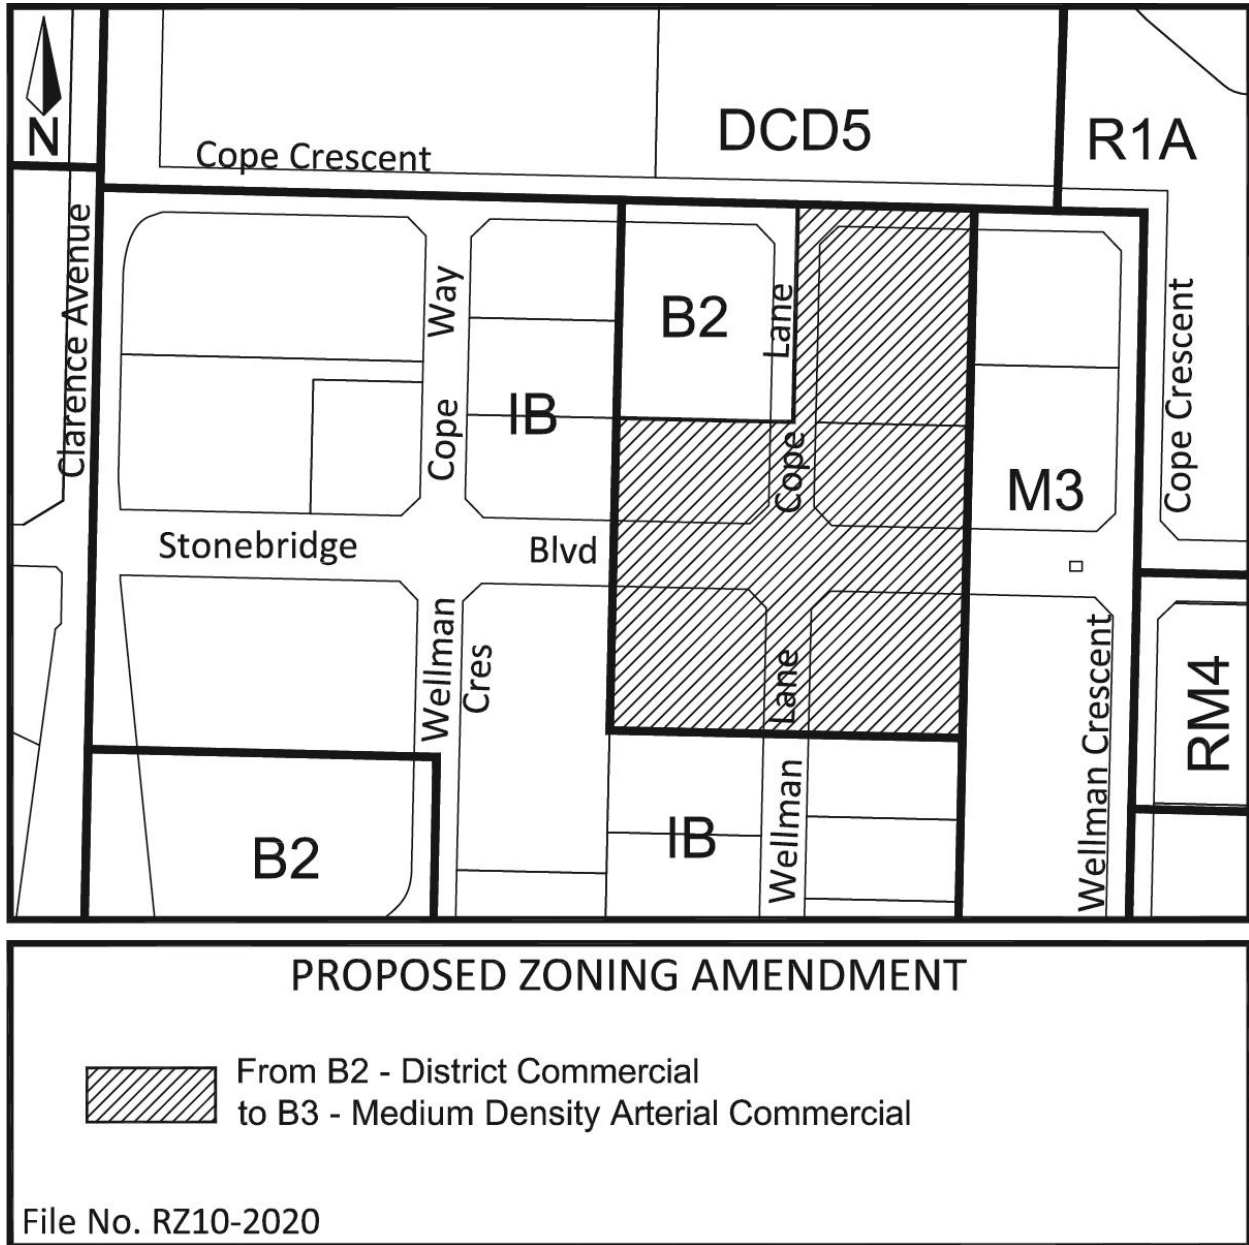 N
DCD5
R1A
Cope Crescent
Clarence Avenue
Cope Way
IB
B2
Cope Lane
M3
Cope Crescent
Stonebridge Blvd
Wellman Cres
Wellman Lane
Wellman Crescent
RM4
B2
IB
PROPOSED ZONING AMENDMENT
From B2 - District Commercial
to B3 - Medium Density Arterial Commercial
File No. RZ10-2020